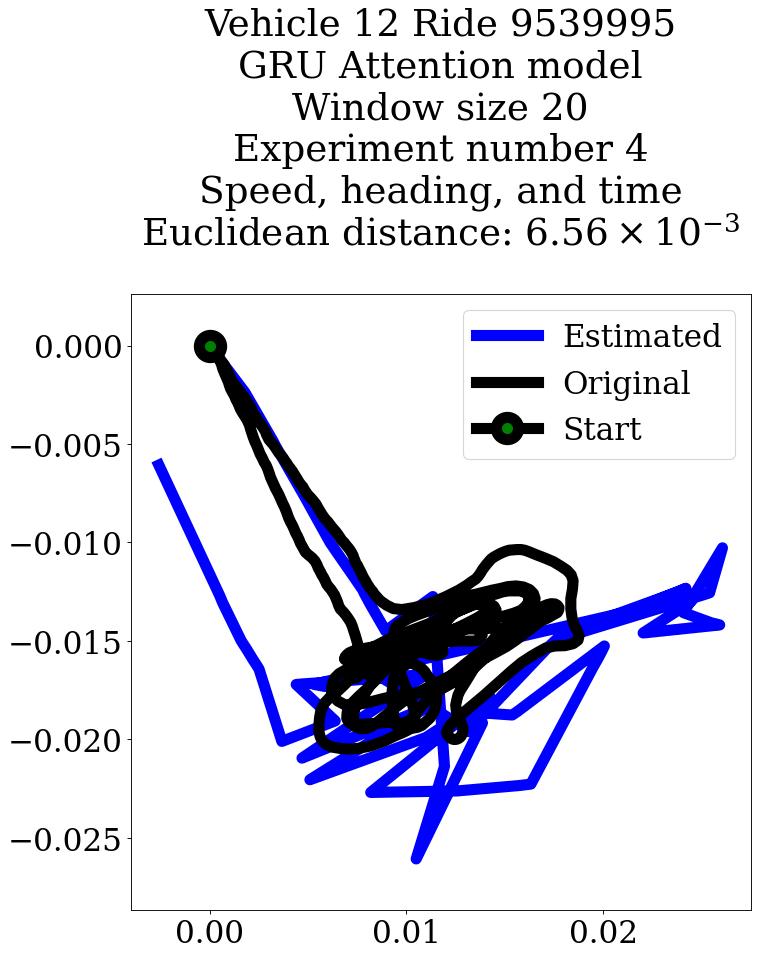 Vehicle 12 Ride 9539995
GRU Attention model
Window size 20
Experiment number 4
Speed, heading, and time
Euclidean distance: 6.56 × 10⁻³
Estimated
Original
Start
0.000
−0.005
−0.010
−0.015
−0.020
−0.025
0.00 0.01 0.02